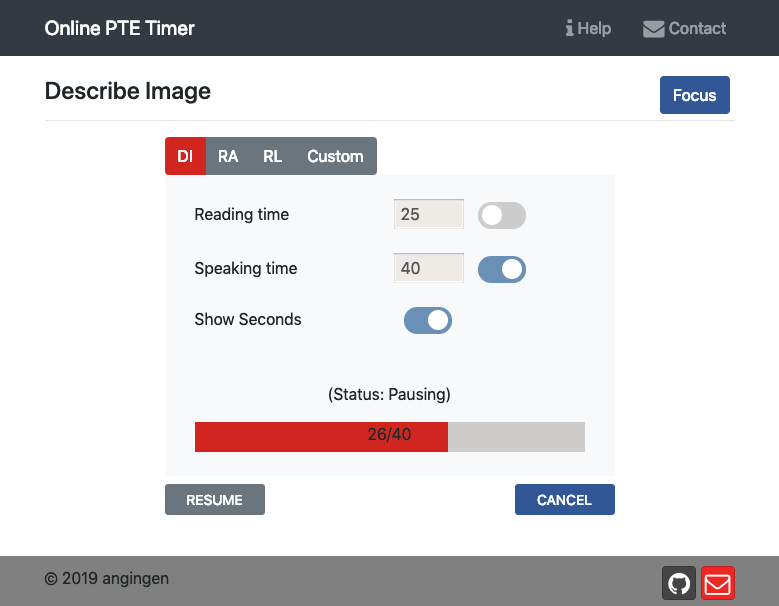 Online PTE Timer
Help
Contact
Describe Image
Focus
DI
RA
RL
Custom
Reading time
25
Speaking time
40
Show Seconds
(Status: Pausing)
26/40
RESUME
CANCEL
© 2019 angingen